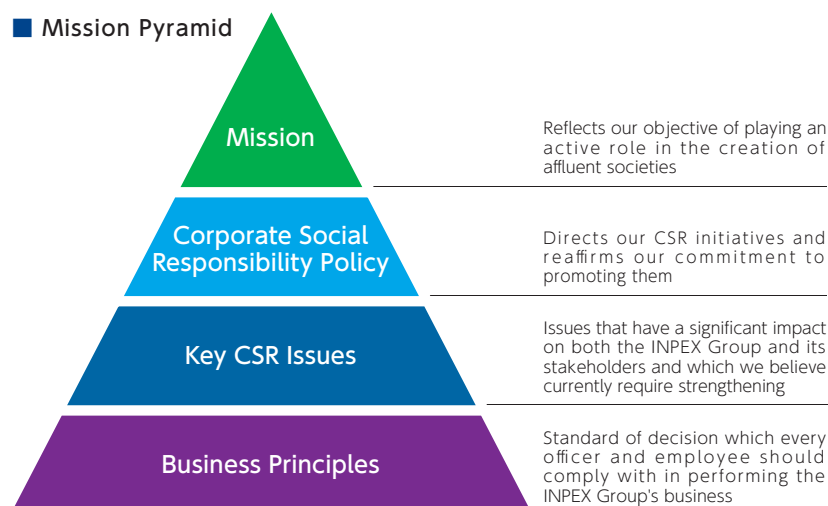 ■ Mission Pyramid
Mission
Reflects our objective of playing an
active role in the creation of
affluent societies
Corporate Social
Responsibility Policy
Directs our CSR initiatives and
reaffirms our commitment to
promoting them
Key CSR Issues
Issues that have a significant impact
on both the INPEX Group and its
stakeholders and which we believe
currently require strengthening
Business Principles
Standard of decision which every
officer and employee should
comply with in performing the
INPEX Group's business